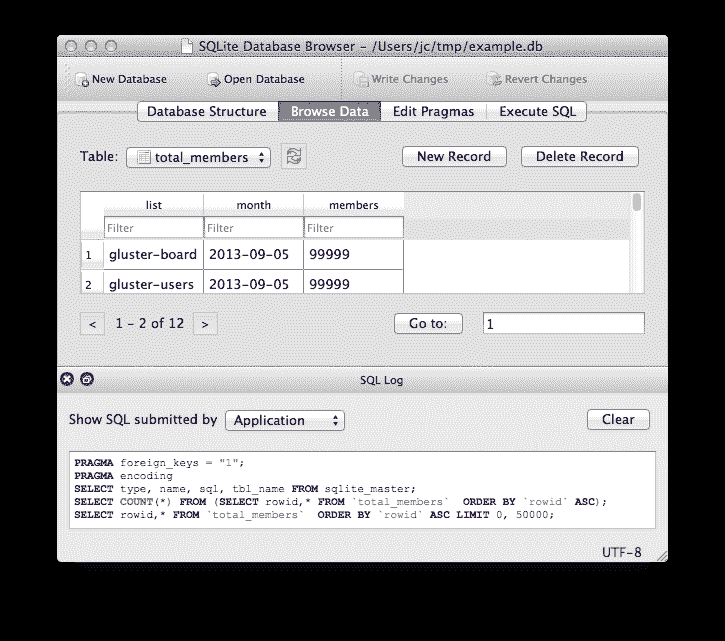 SQLite Database Browser - /Users/jc/tmp/example.db
New Database Open Database Write Changes Revert Changes
Database Structure Browse Data Edit Pragmas Execute SQL
Table: total_members New Record Delete Record
list month members
Filter Filter Filter
1 gluster-board 2013-09-05 99999
2 gluster-users 2013-09-05 99999
< 1 - 2 of 12 > Go to: 1
SQL Log
Show SQL submitted by Application Clear
PRAGMA foreign_keys = "1";
PRAGMA encoding
SELECT type, name, sql, tbl_name FROM sqlite_master;
SELECT COUNT(*) FROM (SELECT rowid,* FROM `total_members`  ORDER BY `rowid` ASC);
SELECT rowid,* FROM `total_members`  ORDER BY `rowid` ASC LIMIT 0, 50000;
UTF-8